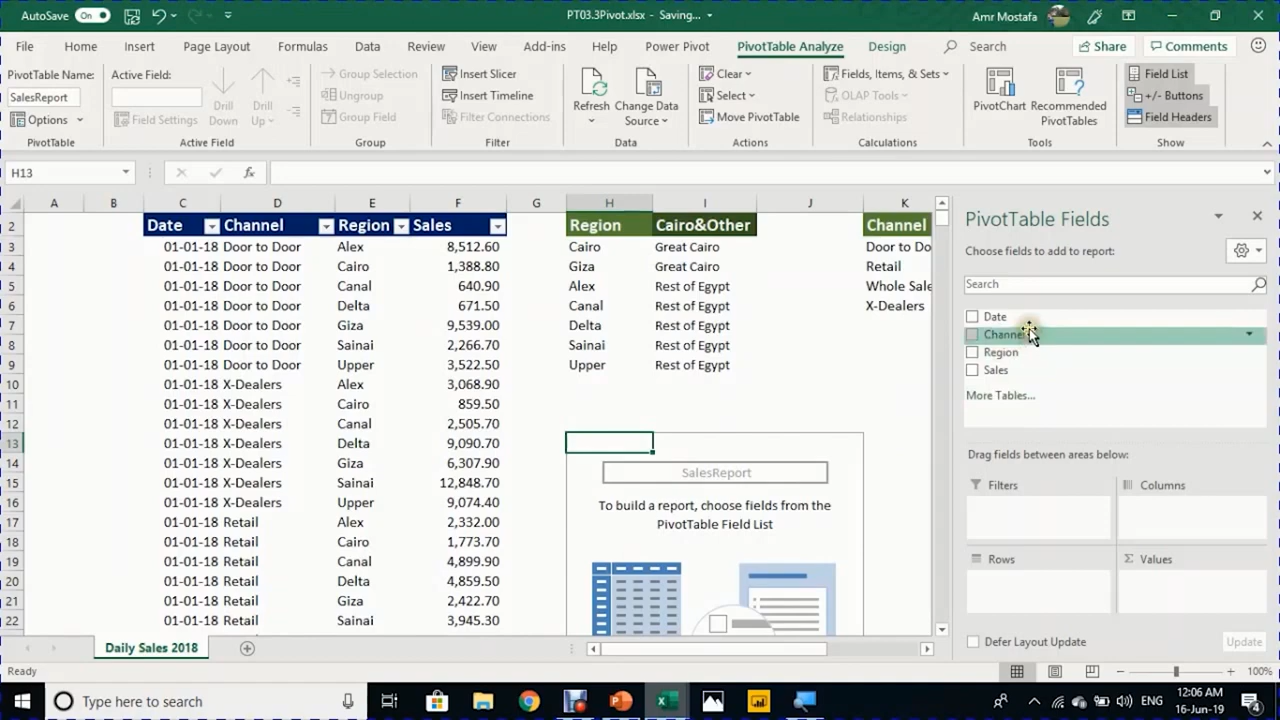 AutoSave On PT03.3Pivot.xlsx - Saving... Amr Mostafa
File Home Insert Page Layout Formulas Data Review View Add-ins Help Power Pivot PivotTable Analyze Design Search Share Comments
PivotTable Name: Active Field: Group Selection Insert Slicer Clear Fields, Items, & Sets Field List
SalesReport Drill Down Drill Up Ungroup Insert Timeline Refresh Change Data Source Select OLAP Tools PivotChart Recommended PivotTables +/- Buttons
Options Field Settings Group Field Filter Connections Move PivotTable Relationships Field Headers
PivotTable Active Field Group Filter Data Actions Calculations Tools Show
H13 fx
A B C D E F G H I J K
2 Date Channel Region Sales Region Cairo&Other Channel
3 01-01-18 Door to Door Alex 8,512.60 Cairo Great Cairo Door to Do
4 01-01-18 Door to Door Cairo 1,388.80 Giza Great Cairo Retail
5 01-01-18 Door to Door Canal 640.90 Alex Rest of Egypt Whole Sale
6 01-01-18 Door to Door Delta 671.50 Canal Rest of Egypt X-Dealers
7 01-01-18 Door to Door Giza 9,539.00 Delta Rest of Egypt
8 01-01-18 Door to Door Sainai 2,266.70 Sainai Rest of Egypt
9 01-01-18 Door to Door Upper 3,522.50 Upper Rest of Egypt
10 01-01-18 X-Dealers Alex 3,068.90
11 01-01-18 X-Dealers Cairo 859.50
12 01-01-18 X-Dealers Canal 2,505.70
13 01-01-18 X-Dealers Delta 9,090.70
14 01-01-18 X-Dealers Giza 6,307.90
15 01-01-18 X-Dealers Sainai 12,848.70
16 01-01-18 X-Dealers Upper 9,074.40
17 01-01-18 Retail Alex 2,332.00
18 01-01-18 Retail Cairo 1,773.70
19 01-01-18 Retail Canal 4,899.90
20 01-01-18 Retail Delta 4,859.50
21 01-01-18 Retail Giza 2,422.70
22 01-01-18 Retail Sainai 3,945.30
SalesReport
To build a report, choose fields from the
PivotTable Field List
PivotTable Fields
Choose fields to add to report:
Search
Date
Channel
Region
Sales
More Tables...
Drag fields between areas below:
Filters Columns
Rows Σ Values
Defer Layout Update Update
Daily Sales 2018
Ready 100%
Type here to search ENG 12:06 AM
16-Jun-19 4